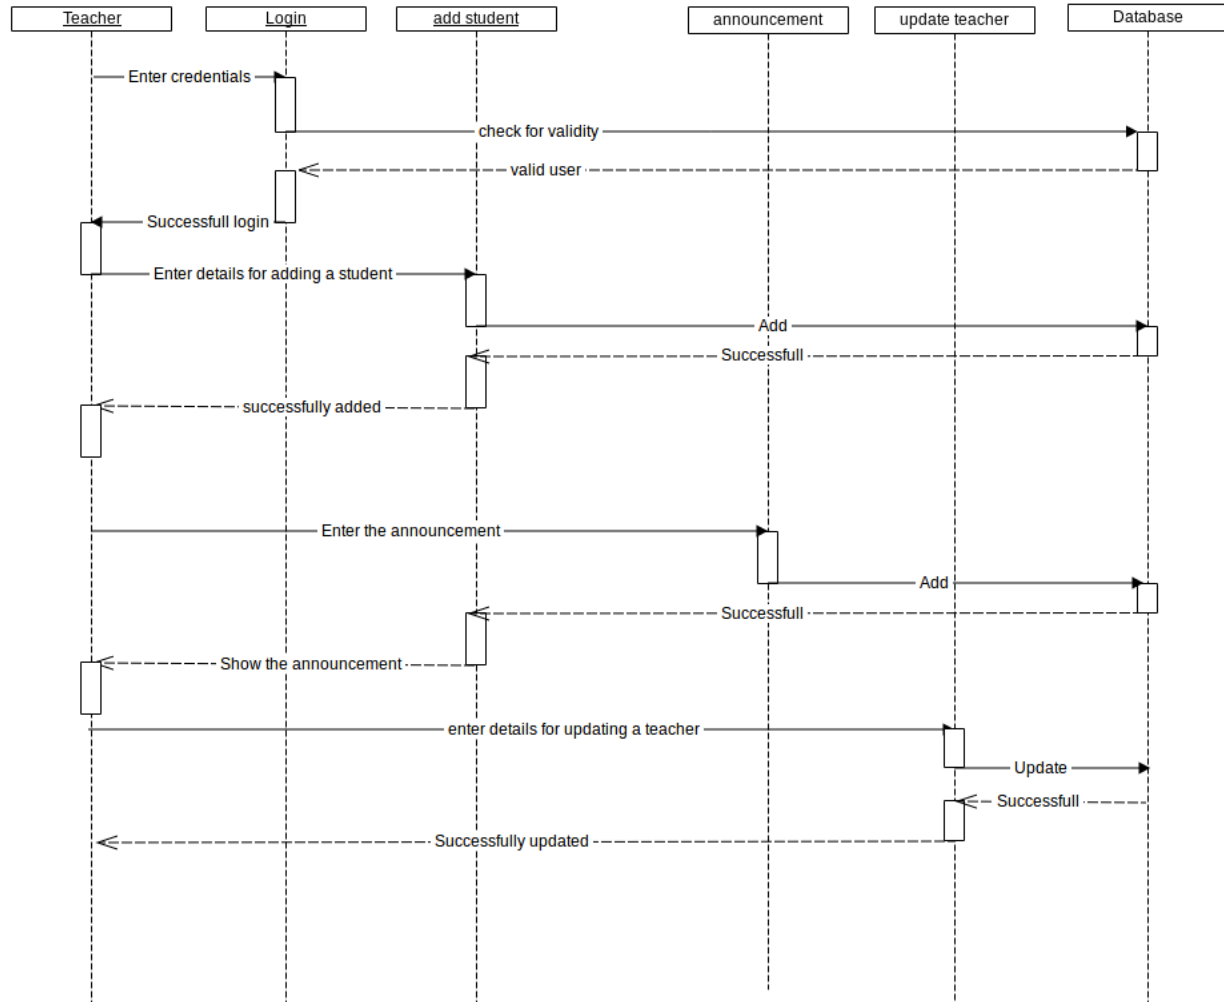 Teacher
Login
add student
announcement
update teacher
Database
Enter credentials
check for validity
valid user
Successfull login
Enter details for adding a student
Add
Successfull
successfully added
Enter the announcement
Add
Successfull
Show the announcement
enter details for updating a teacher
Update
Successfull
Successfully updated